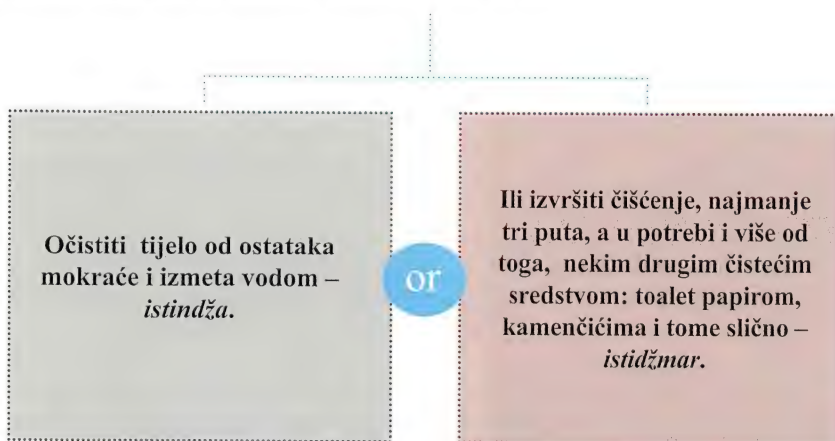 Očistiti tijelo od ostataka
mokraće i izmeta vodom –
istindža.
or
Ili izvršiti čišćenje, najmanje
tri puta, a u potrebi i više od
toga, nekim drugim čistećim
sredstvom: toalet papirom,
kamenčićima i tome slično –
istidžmar.